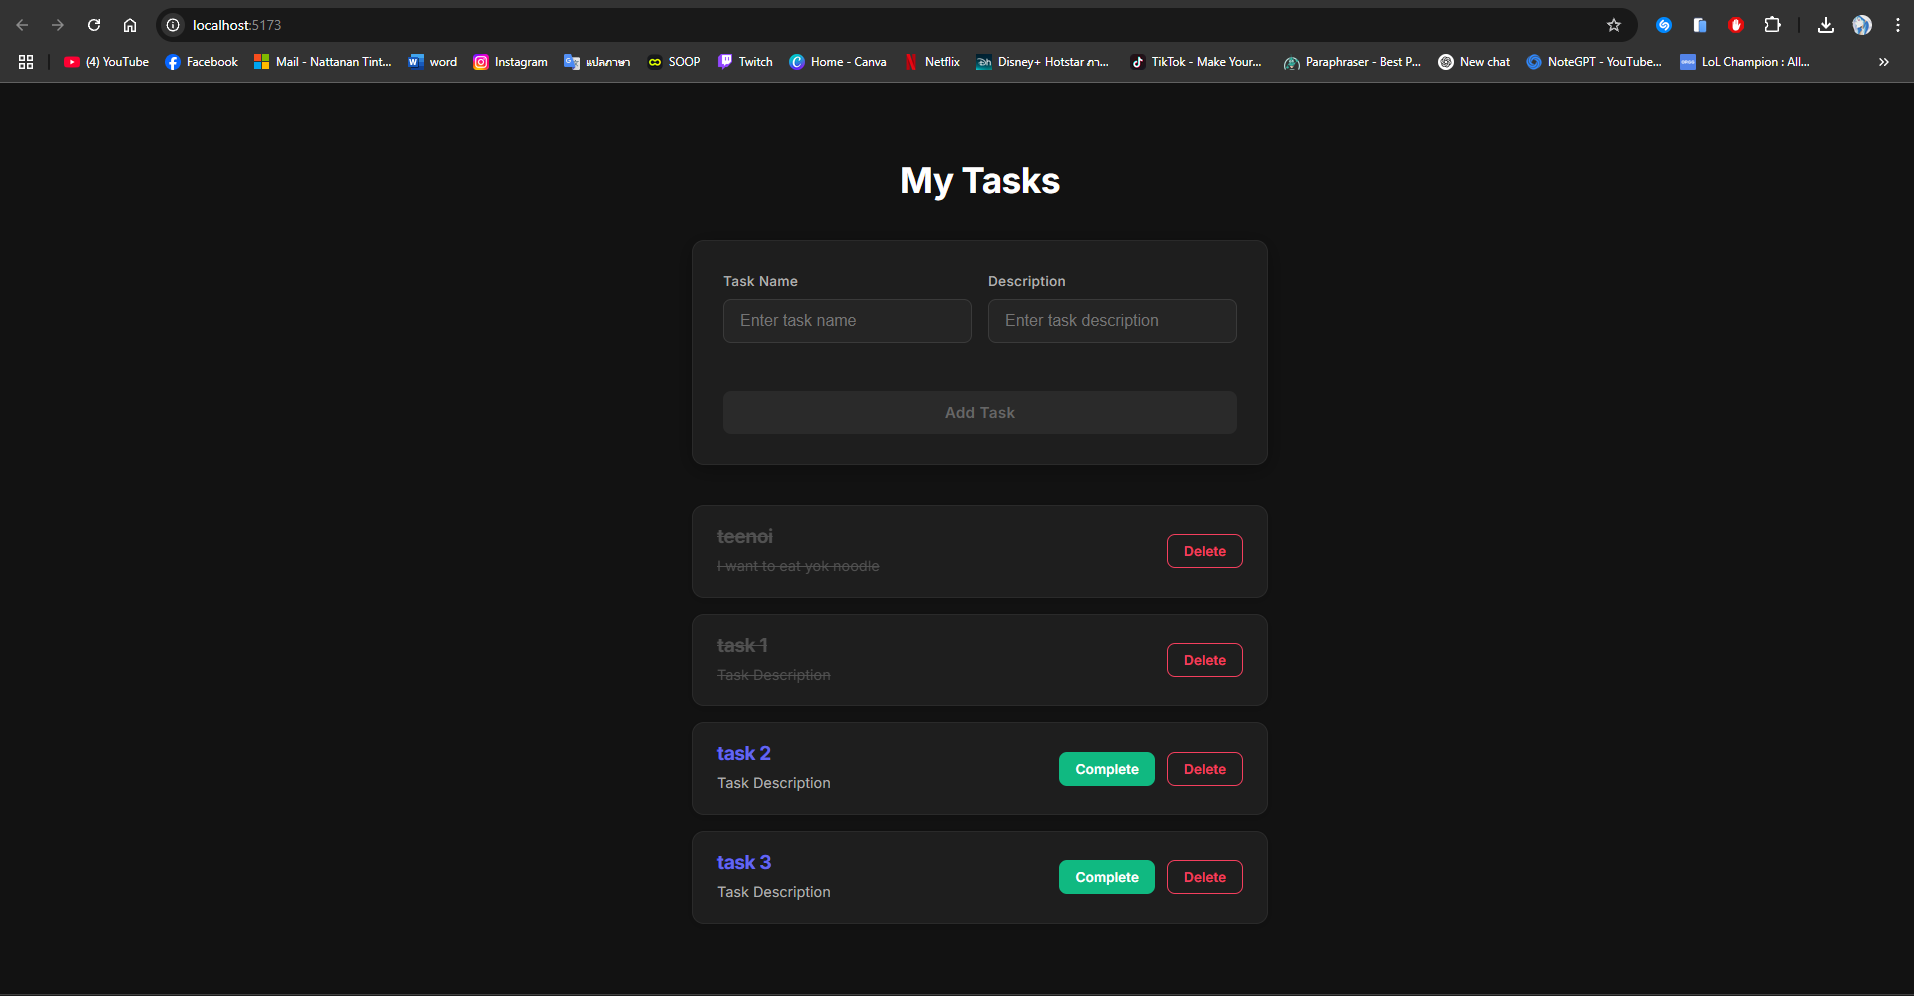 localhost:5173
(4) YouTube Facebook Mail - Nattanan Tint... word Instagram แปลภาษา SOOP Twitch Home - Canva Netflix Disney+ Hotstar ภา... TikTok - Make Your... Paraphraser - Best P... New chat NoteGPT - YouTube... LoL Champion : All...
My Tasks
Task Name Description
Enter task name Enter task description
Add Task
teenoi
I want to eat yok noodle
Delete
task 1
Task Description
Delete
task 2
Task Description
Complete Delete
task 3
Task Description
Complete Delete